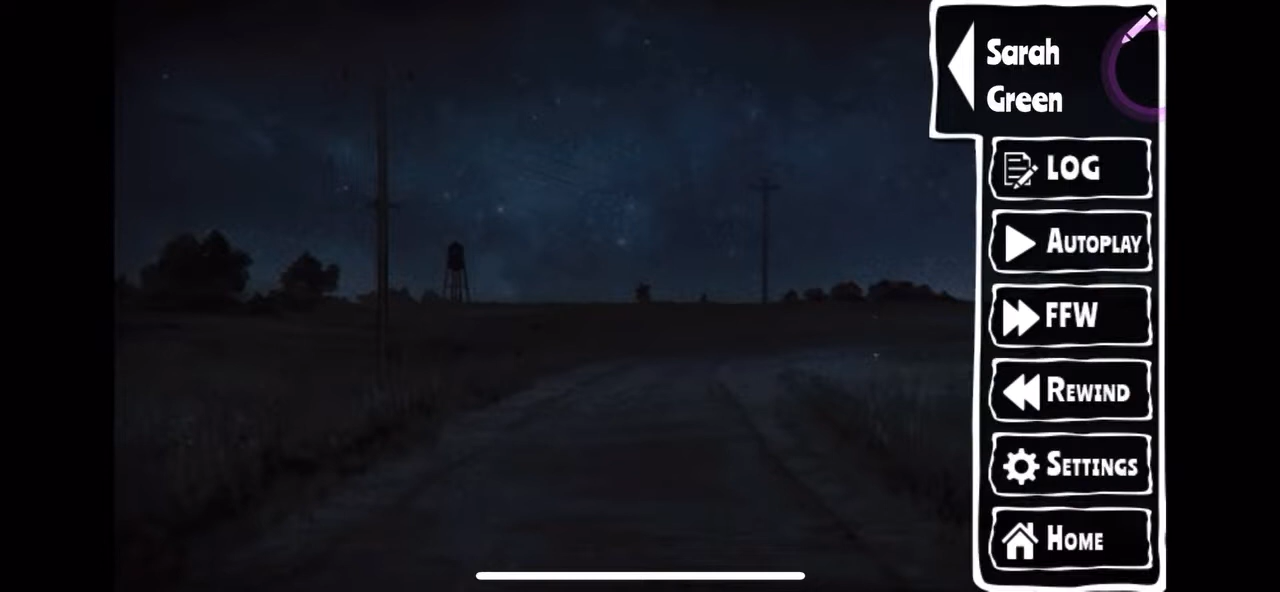 Sarah
Green
LOG
AUTOPLAY
FFW
REWIND
SETTINGS
HOME